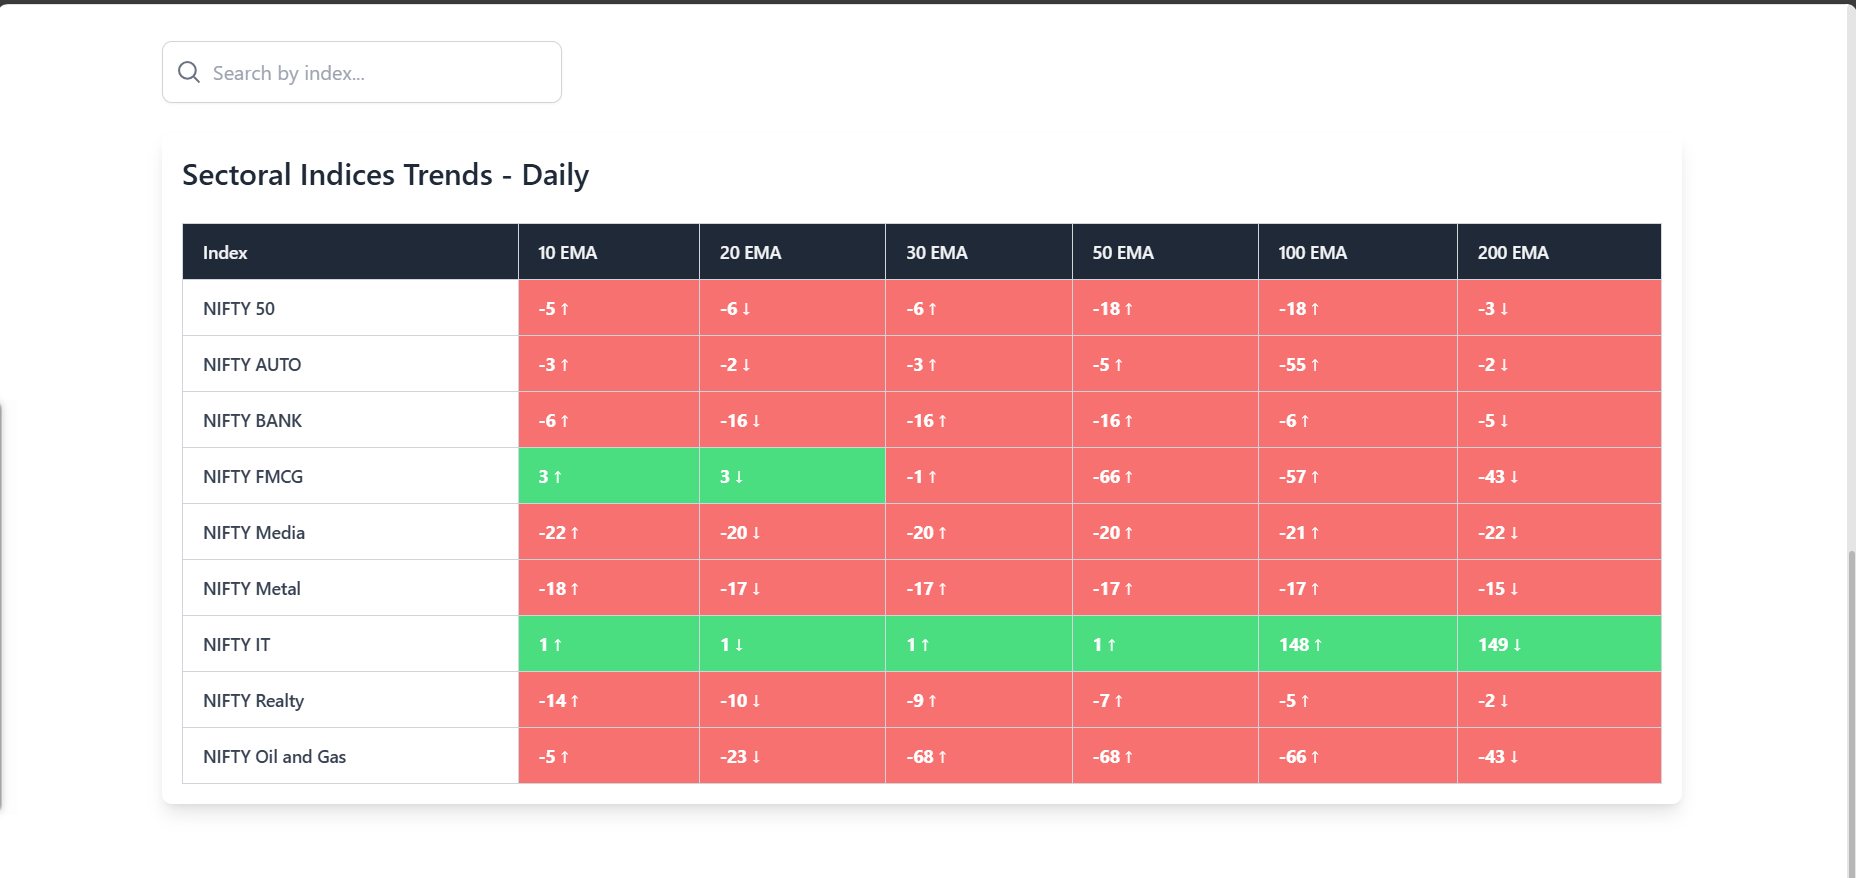 Search by index...
Sectoral Indices Trends - Daily
Index 10 EMA 20 EMA 30 EMA 50 EMA 100 EMA 200 EMA
NIFTY 50 -5 ↑ -6 ↓ -6 ↑ -18 ↑ -18 ↑ -3 ↓
NIFTY AUTO -3 ↑ -2 ↓ -3 ↑ -5 ↑ -55 ↑ -2 ↓
NIFTY BANK -6 ↑ -16 ↓ -16 ↑ -16 ↑ -6 ↑ -5 ↓
NIFTY FMCG 3 ↑ 3 ↓ -1 ↑ -66 ↑ -57 ↑ -43 ↓
NIFTY Media -22 ↑ -20 ↓ -20 ↑ -20 ↑ -21 ↑ -22 ↓
NIFTY Metal -18 ↑ -17 ↓ -17 ↑ -17 ↑ -17 ↑ -15 ↓
NIFTY IT 1 ↑ 1 ↓ 1 ↑ 1 ↑ 148 ↑ 149 ↓
NIFTY Realty -14 ↑ -10 ↓ -9 ↑ -7 ↑ -5 ↑ -2 ↓
NIFTY Oil and Gas -5 ↑ -23 ↓ -68 ↑ -68 ↑ -66 ↑ -43 ↓